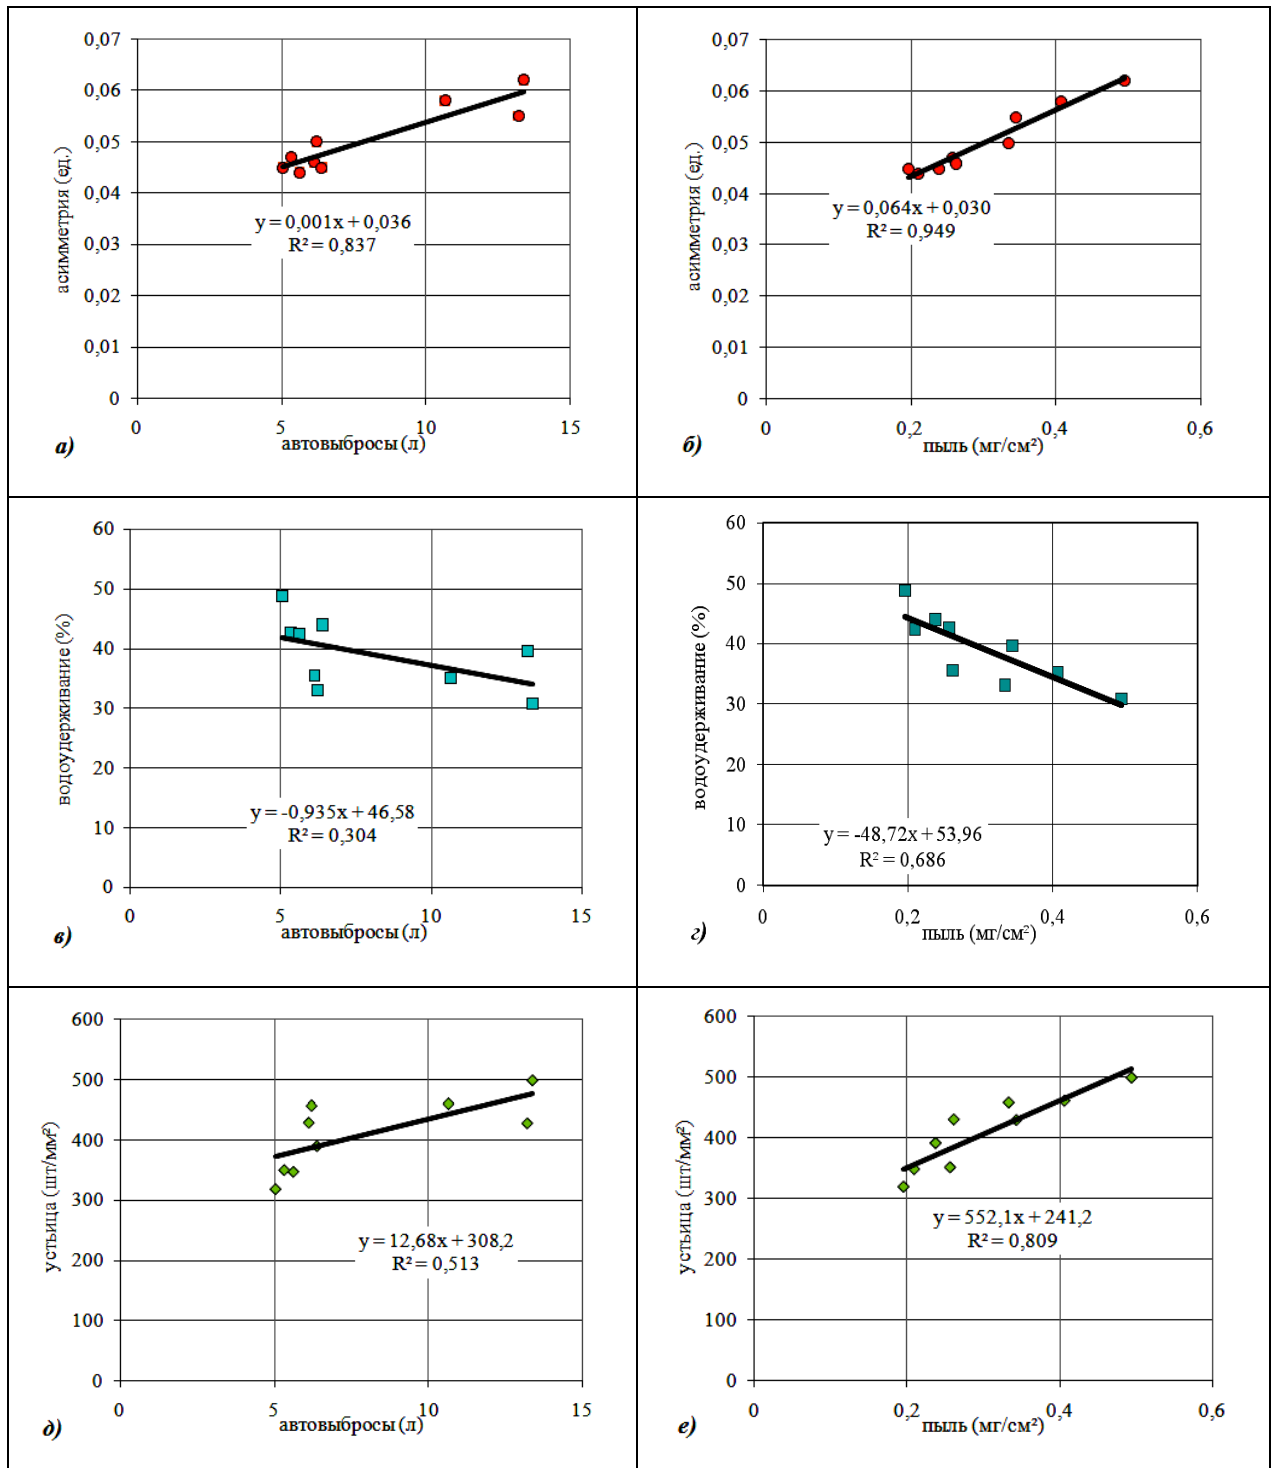 0,07
0,06
0,05
0,04
0,03
0,02
0,01
0
асимметрия (ед.)
y = 0,001x + 0,036
R² = 0,837
0 5 10 15
автовыбросы (л)
а)
0,07
0,06
0,05
0,04
0,03
0,02
0,01
0
асимметрия (ед.)
y = 0,064x + 0,030
R² = 0,949
0 0,2 0,4 0,6
пыль (мг/см²)
б)
60
50
40
30
20
10
0
водоудерживание (%)
y = -0,935x + 46,58
R² = 0,304
0 5 10 15
автовыбросы (л)
в)
60
50
40
30
20
10
0
водоудерживание (%)
y = -48,72x + 53,96
R² = 0,686
0 0,2 0,4 0,6
пыль (мг/см²)
г)
600
500
400
300
200
100
0
устьица (шт/мм²)
y = 12,68x + 308,2
R² = 0,513
0 5 10 15
автовыбросы (л)
д)
600
500
400
300
200
100
0
устьица (шт/мм²)
y = 552,1x + 241,2
R² = 0,809
0 0,2 0,4 0,6
пыль (мг/см²)
е)